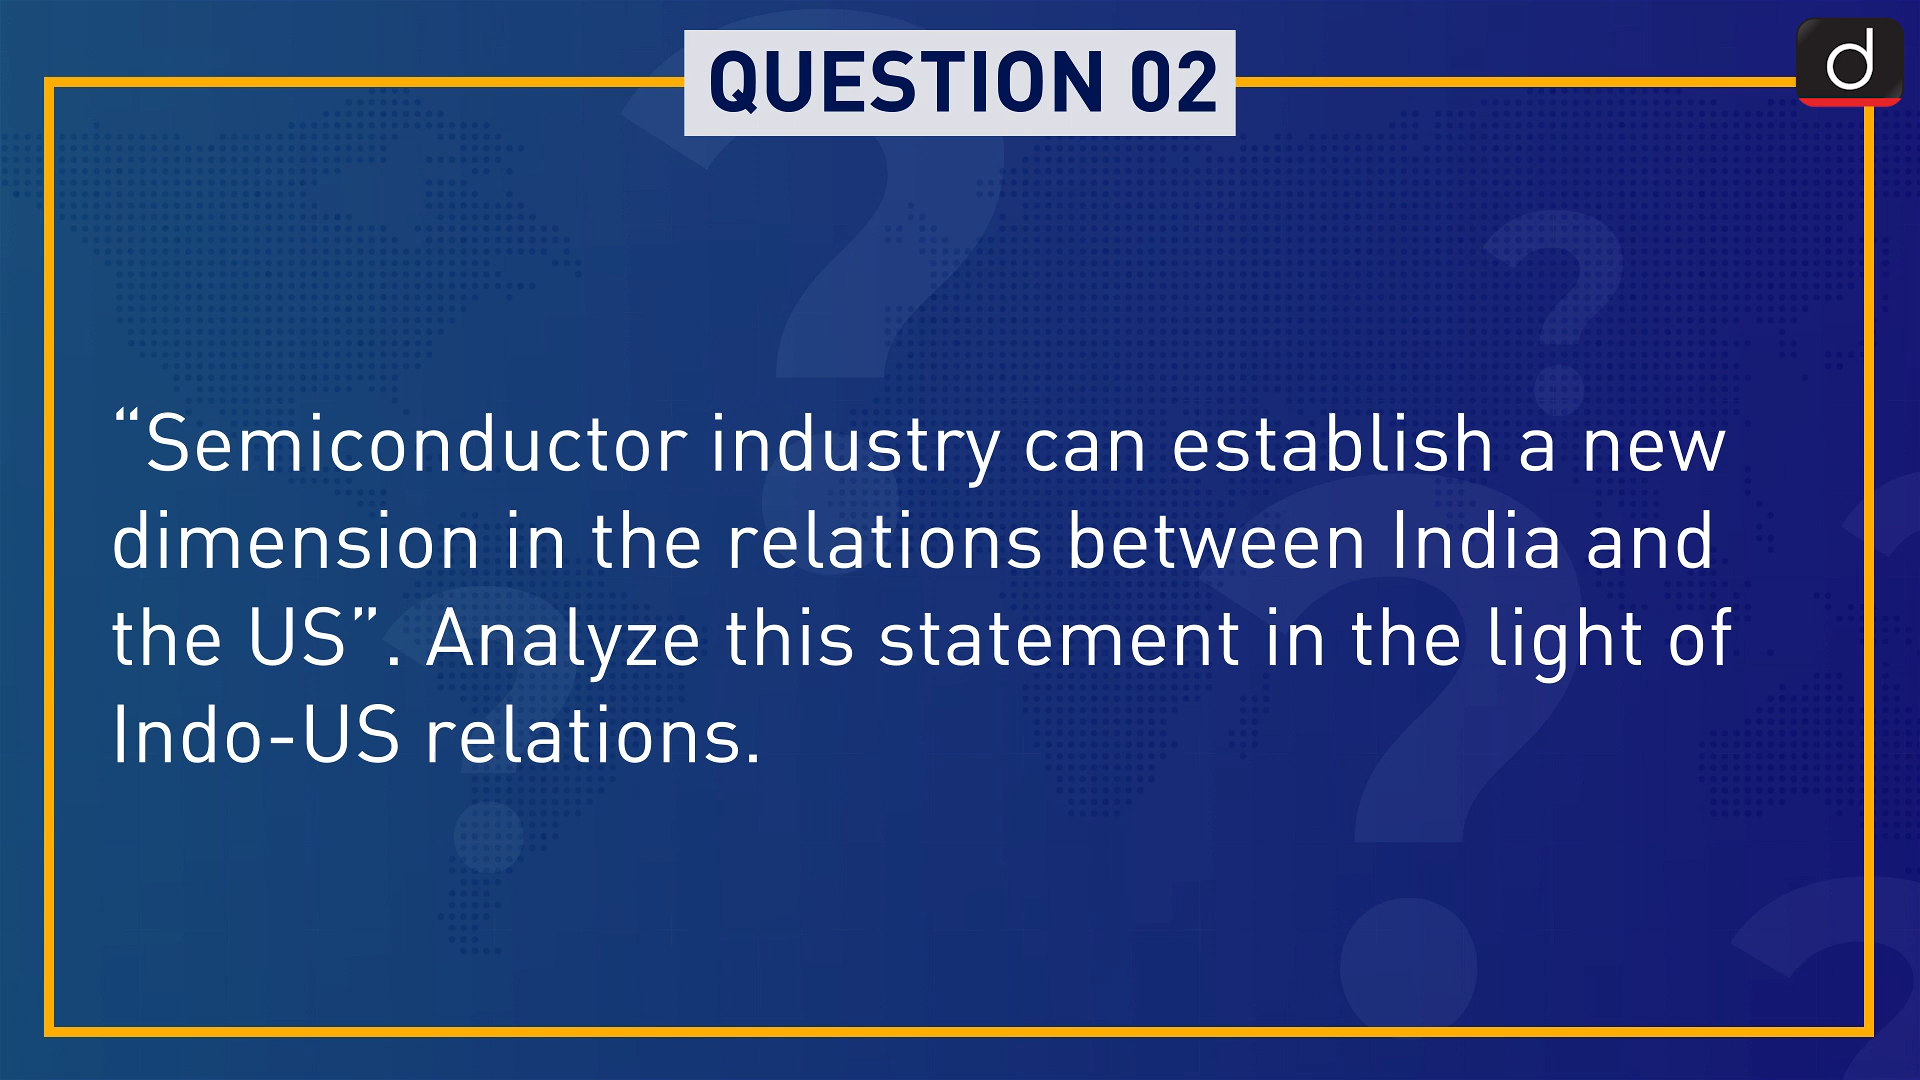 QUESTION 02
d
“Semiconductor industry can establish a new
dimension in the relations between India and
the US”. Analyze this statement in the light of
Indo-US relations.